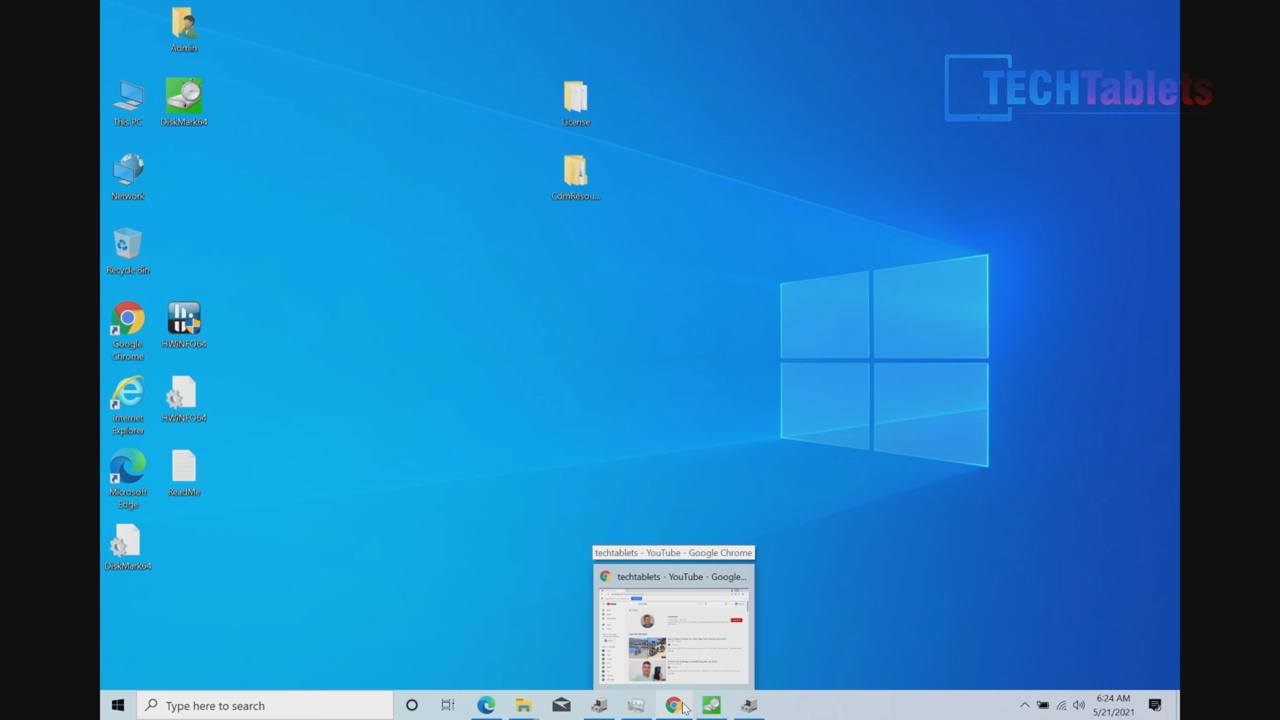 Admin
TECHTablets
This PC
DiskMark64
License
Network
CdmResou...
Recycle Bin
Google
Chrome
HWiNFO64
Internet
Explorer
HWiNFO64
Microsoft
Edge
ReadMe
DiskMark64
techtablets - YouTube - Google Chrome
techtablets - YouTube - Google...
Type here to search
6:24 AM
5/21/2021